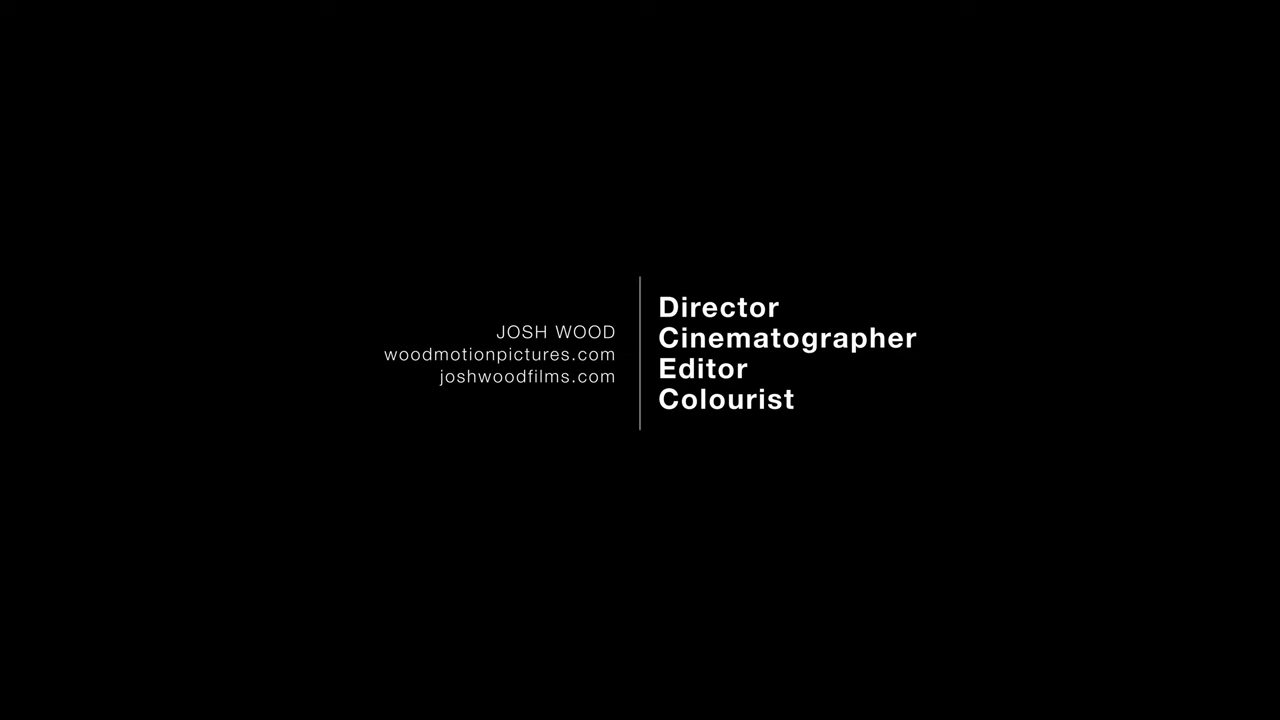 JOSH WOOD
woodmotionpictures.com
joshwoodfilms.com
Director
Cinematographer
Editor
Colourist